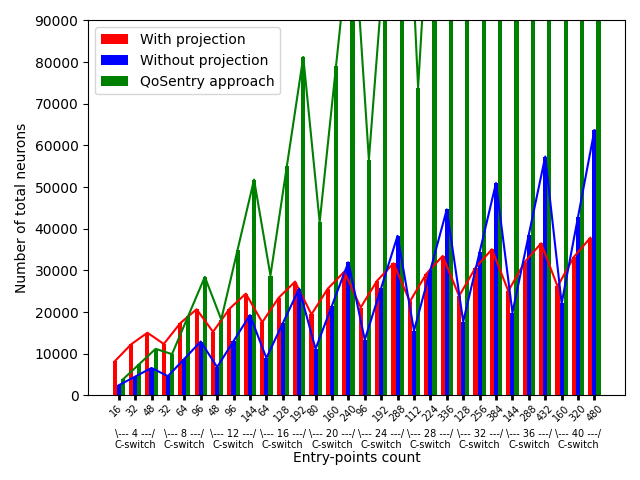 90000
80000
70000
60000
50000
40000
30000
20000
10000
0
Number of total neurons
With projection
Without projection
QoSentry approach
16 32 48 32 64 96 48 96 144 64 128 192 80 160 240 96 192 288 112 224 336 128 256 384 144 288 432 160 320 480
\--- 4 ---/ \--- 8 ---/ \--- 12 ---/ \--- 16 ---/ \--- 20 ---/ \--- 24 ---/ \--- 28 ---/ \--- 32 ---/ \--- 36 ---/ \--- 40 ---/
C-switch C-switch C-switch C-switch C-switch C-switch C-switch C-switch C-switch C-switch
Entry-points count